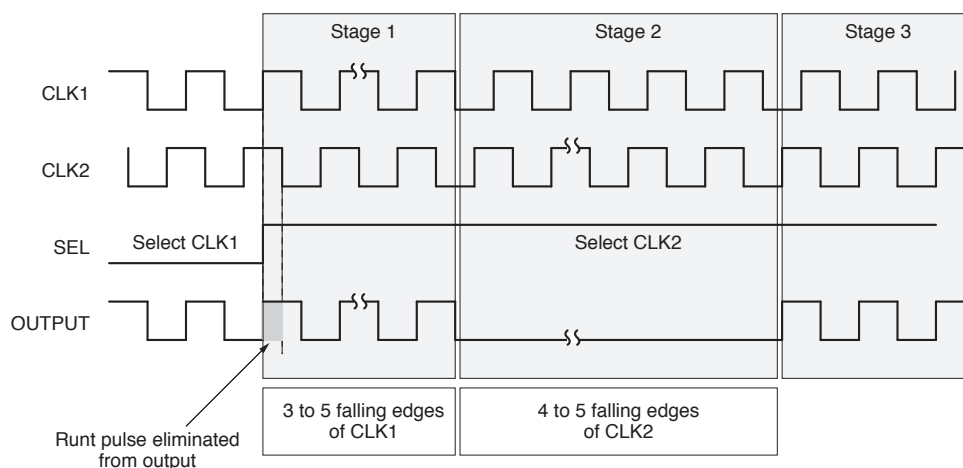 Stage 1
Stage 2
Stage 3
CLK1
CLK2
SEL
Select CLK1
Select CLK2
OUTPUT
3 to 5 falling edges
of CLK1
4 to 5 falling edges
of CLK2
Runt pulse eliminated
from output